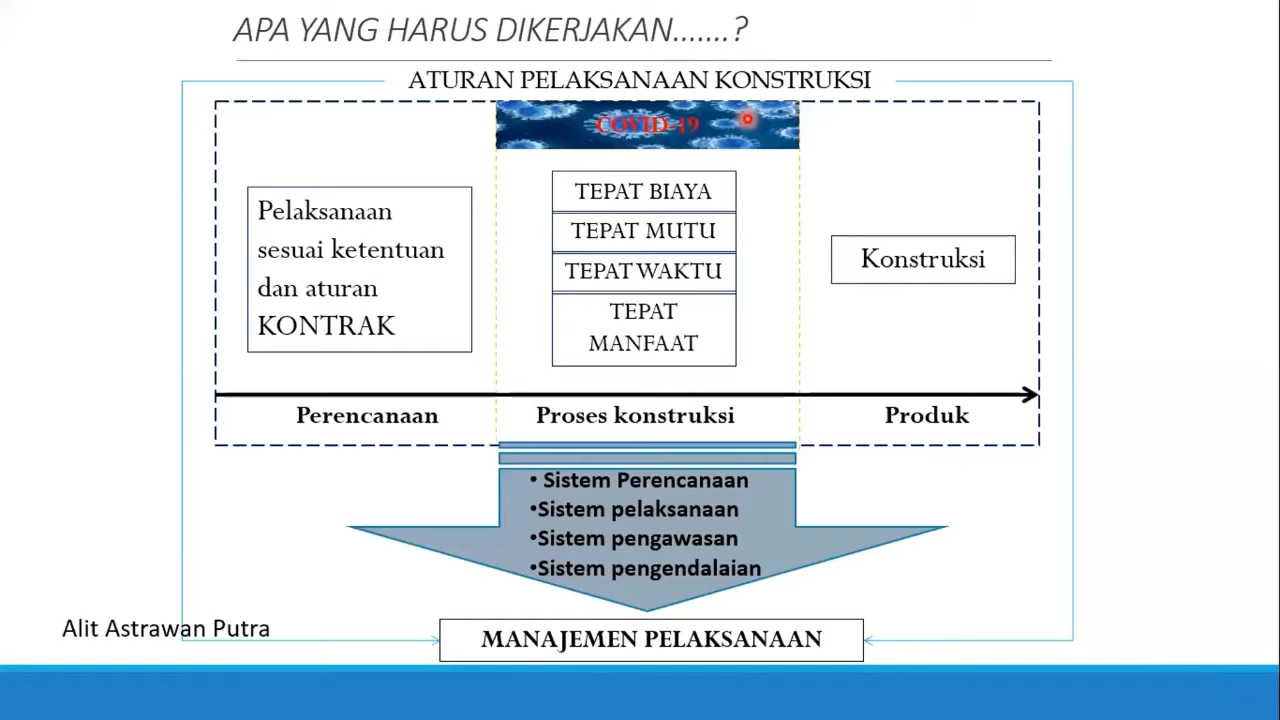 APA YANG HARUS DIKERJAKAN.......?
ATURAN PELAKSANAAN KONSTRUKSI
COVID-19
Pelaksanaan
sesuai ketentuan
dan aturan
KONTRAK
TEPAT BIAYA
TEPAT MUTU
TEPAT WAKTU
TEPAT
MANFAAT
Konstruksi
Perencanaan
Proses konstruksi
Produk
• Sistem Perencanaan
•Sistem pelaksanaan
•Sistem pengawasan
•Sistem pengendalaian
Alit Astrawan Putra
MANAJEMEN PELAKSANAAN